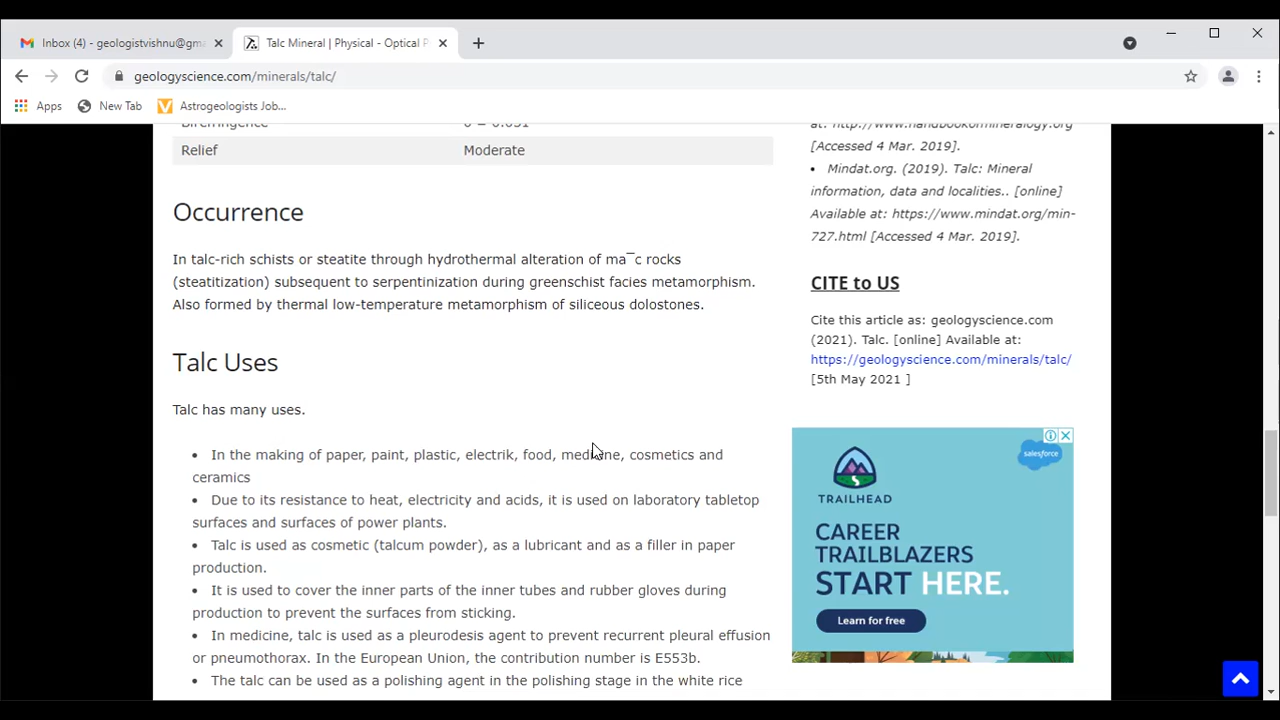 Inbox (4) - geologistvishnu@gma
Talc Mineral | Physical - Optical P
geologyscience.com/minerals/talc/
Apps
New Tab
Astrogeologists Job...
Birefringence
δ = 0.051
Relief
Moderate
Occurrence
In talc-rich schists or steatite through hydrothermal alteration of ma¯c rocks
(steatitization) subsequent to serpentinization during greenschist facies metamorphism.
Also formed by thermal low-temperature metamorphism of siliceous dolostones.
Talc Uses
Talc has many uses.
• In the making of paper, paint, plastic, electrik, food, medicine, cosmetics and
ceramics
• Due to its resistance to heat, electricity and acids, it is used on laboratory tabletop
surfaces and surfaces of power plants.
• Talc is used as cosmetic (talcum powder), as a lubricant and as a filler in paper
production.
• It is used to cover the inner parts of the inner tubes and rubber gloves during
production to prevent the surfaces from sticking.
• In medicine, talc is used as a pleurodesis agent to prevent recurrent pleural effusion
or pneumothorax. In the European Union, the contribution number is E553b.
• The talc can be used as a polishing agent in the polishing stage in the white rice
at: http://www.handbookofmineralogy.org
[Accessed 4 Mar. 2019].
• Mindat.org. (2019). Talc: Mineral
information, data and localities.. [online]
Available at: https://www.mindat.org/min-
727.html [Accessed 4 Mar. 2019].
CITE to US
Cite this article as: geologyscience.com
(2021). Talc. [online] Available at:
https://geologyscience.com/minerals/talc/
[5th May 2021 ]
salesforce
TRAILHEAD
CAREER
TRAILBLAZERS
START HERE.
Learn for free